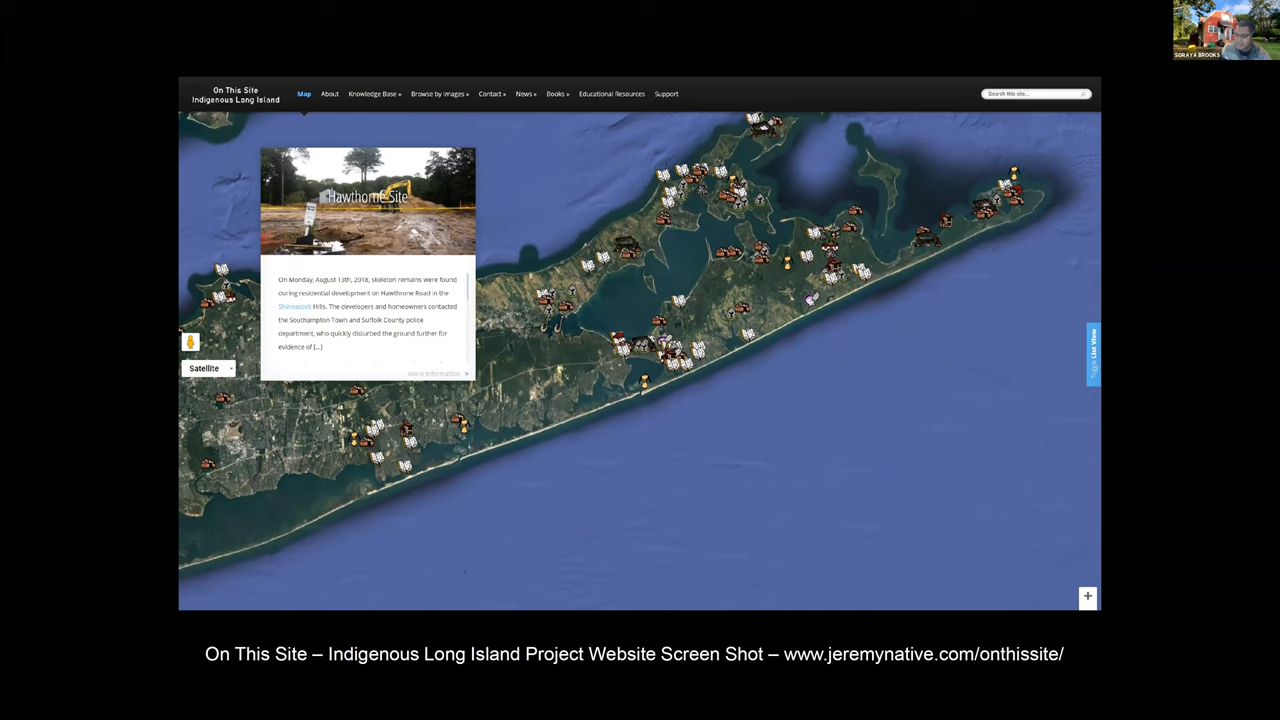 SORAYA BROOKS
On This Site
Indigenous Long Island
Map About Knowledge Base » Browse by Images » Contact » News » Books » Educational Resources Support
Search this site...
Hawthorne Site
On Monday, August 13th, 2018, skeleton remains were found
during residential development on Hawthrone Road in the
Shinnecock Hills. The developers and homeowners contacted
the Southampton Town and Suffolk County police
department, who quickly disturbed the ground further for
evidence of [...]
More Information »
Satellite
Toggle List View
+
On This Site – Indigenous Long Island Project Website Screen Shot – www.jeremynative.com/onthissite/